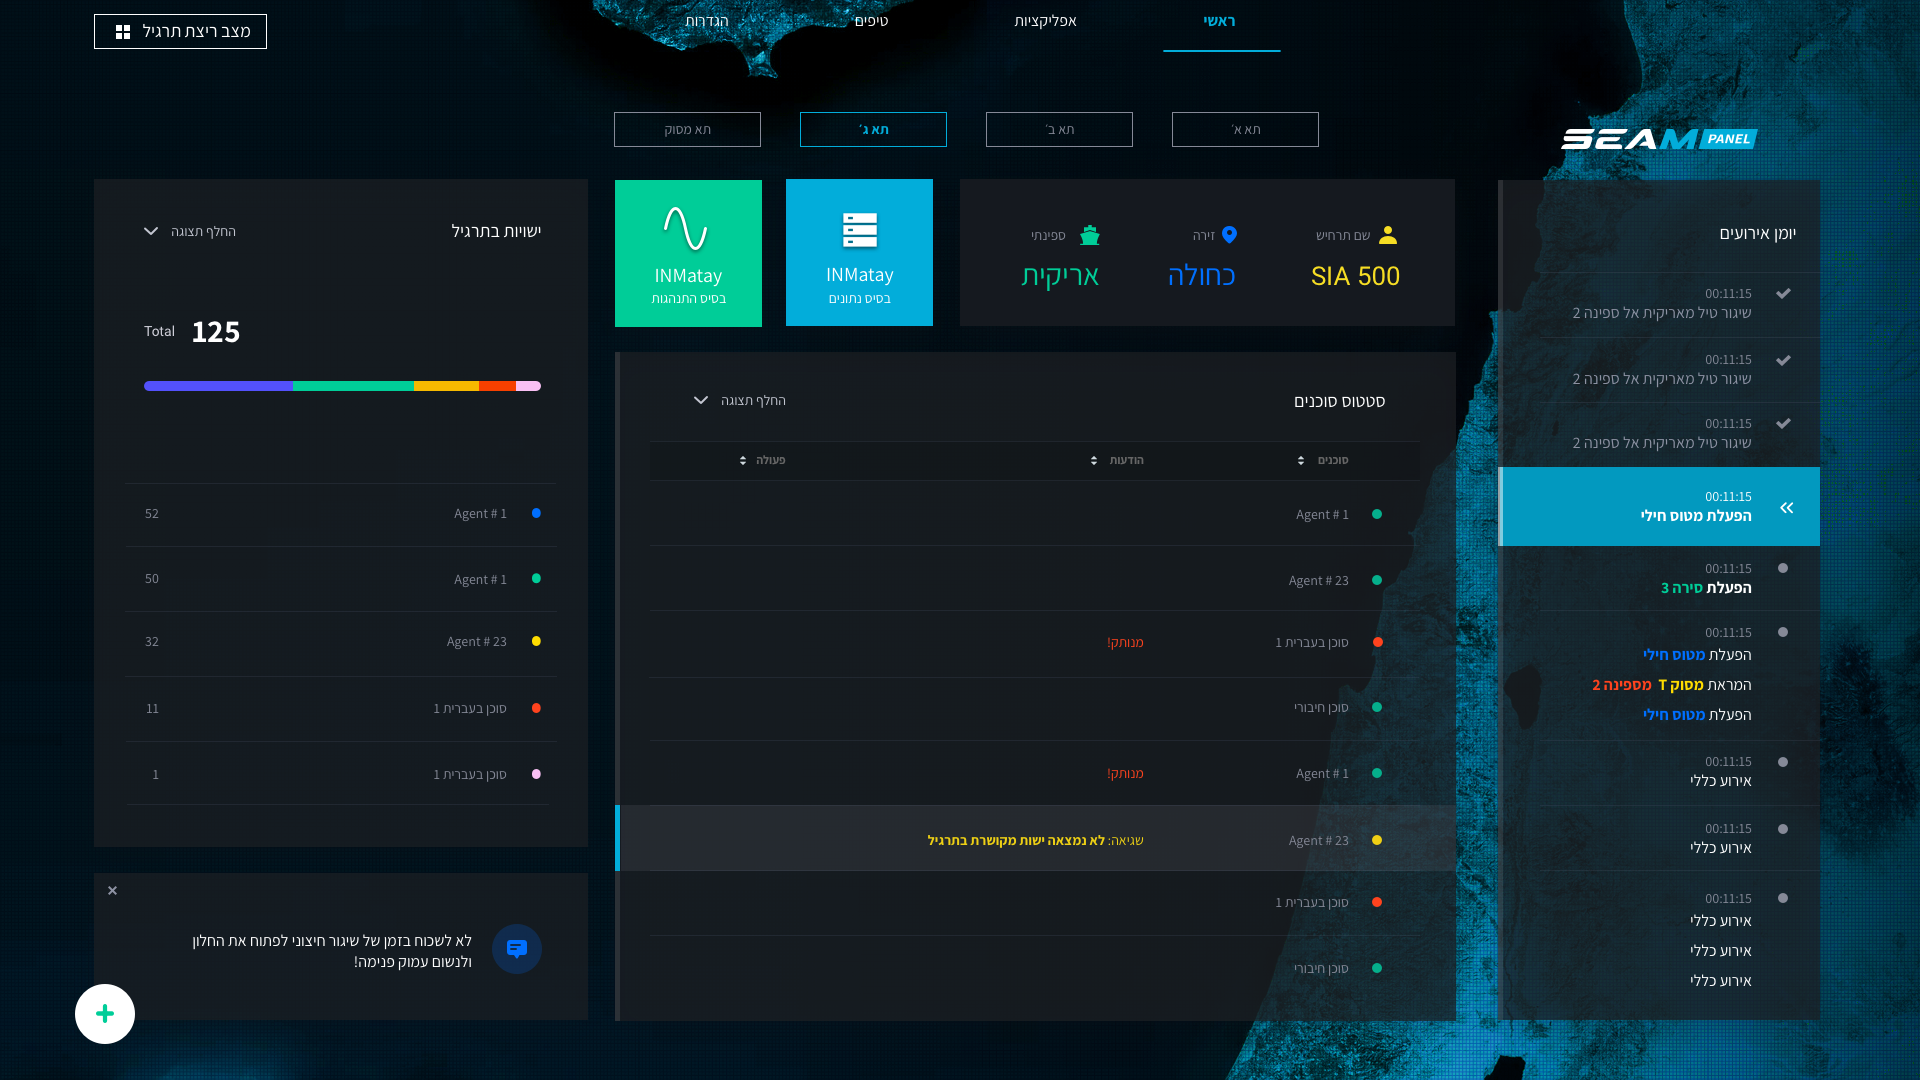 ראשי
אפליקציות
טיפים
הגדרות
מצב ריצת תרגיל
תא א׳
תא ב׳
תא ג׳
תא מסוק
SEAM PANEL
יומן אירועים
00:11:15
שיגור טיל מאריקית אל ספינה 2
00:11:15
שיגור טיל מאריקית אל ספינה 2
00:11:15
שיגור טיל מאריקית אל ספינה 2
00:11:15
הפעלת מטוס חילי
00:11:15
הפעלת סירה 3
00:11:15
הפעלת מטוס חילי
המראת מסוק T מספינה 2
הפעלת מטוס חילי
00:11:15
אירוע כללי
00:11:15
אירוע כללי
00:11:15
אירוע כללי
אירוע כללי
אירוע כללי
שם תרחיש
SIA 500
זירה
כחולה
ספינתי
אריקית
INMatay
בסיס נתונים
INMatay
בסיס התנהגות
סטטוס סוכנים
החלף תצוגה
סוכנים
הודעות
פעולה
Agent # 1
Agent # 23
סוכן בעברית 1
מנותק!
סוכן חיבורי
Agent # 1
מנותק!
Agent # 23
שגיאה: לא נמצאה ישות מקושרת בתרגיל
סוכן בעברית 1
סוכן חיבורי
ישויות בתרגיל
החלף תצוגה
Total 125
Agent # 1
52
Agent # 1
50
Agent # 23
32
סוכן בעברית 1
11
סוכן בעברית 1
1
לא לשכוח בזמן של שיגור חיצוני לפתוח את החלון
ולנשום עמוק פנימה!